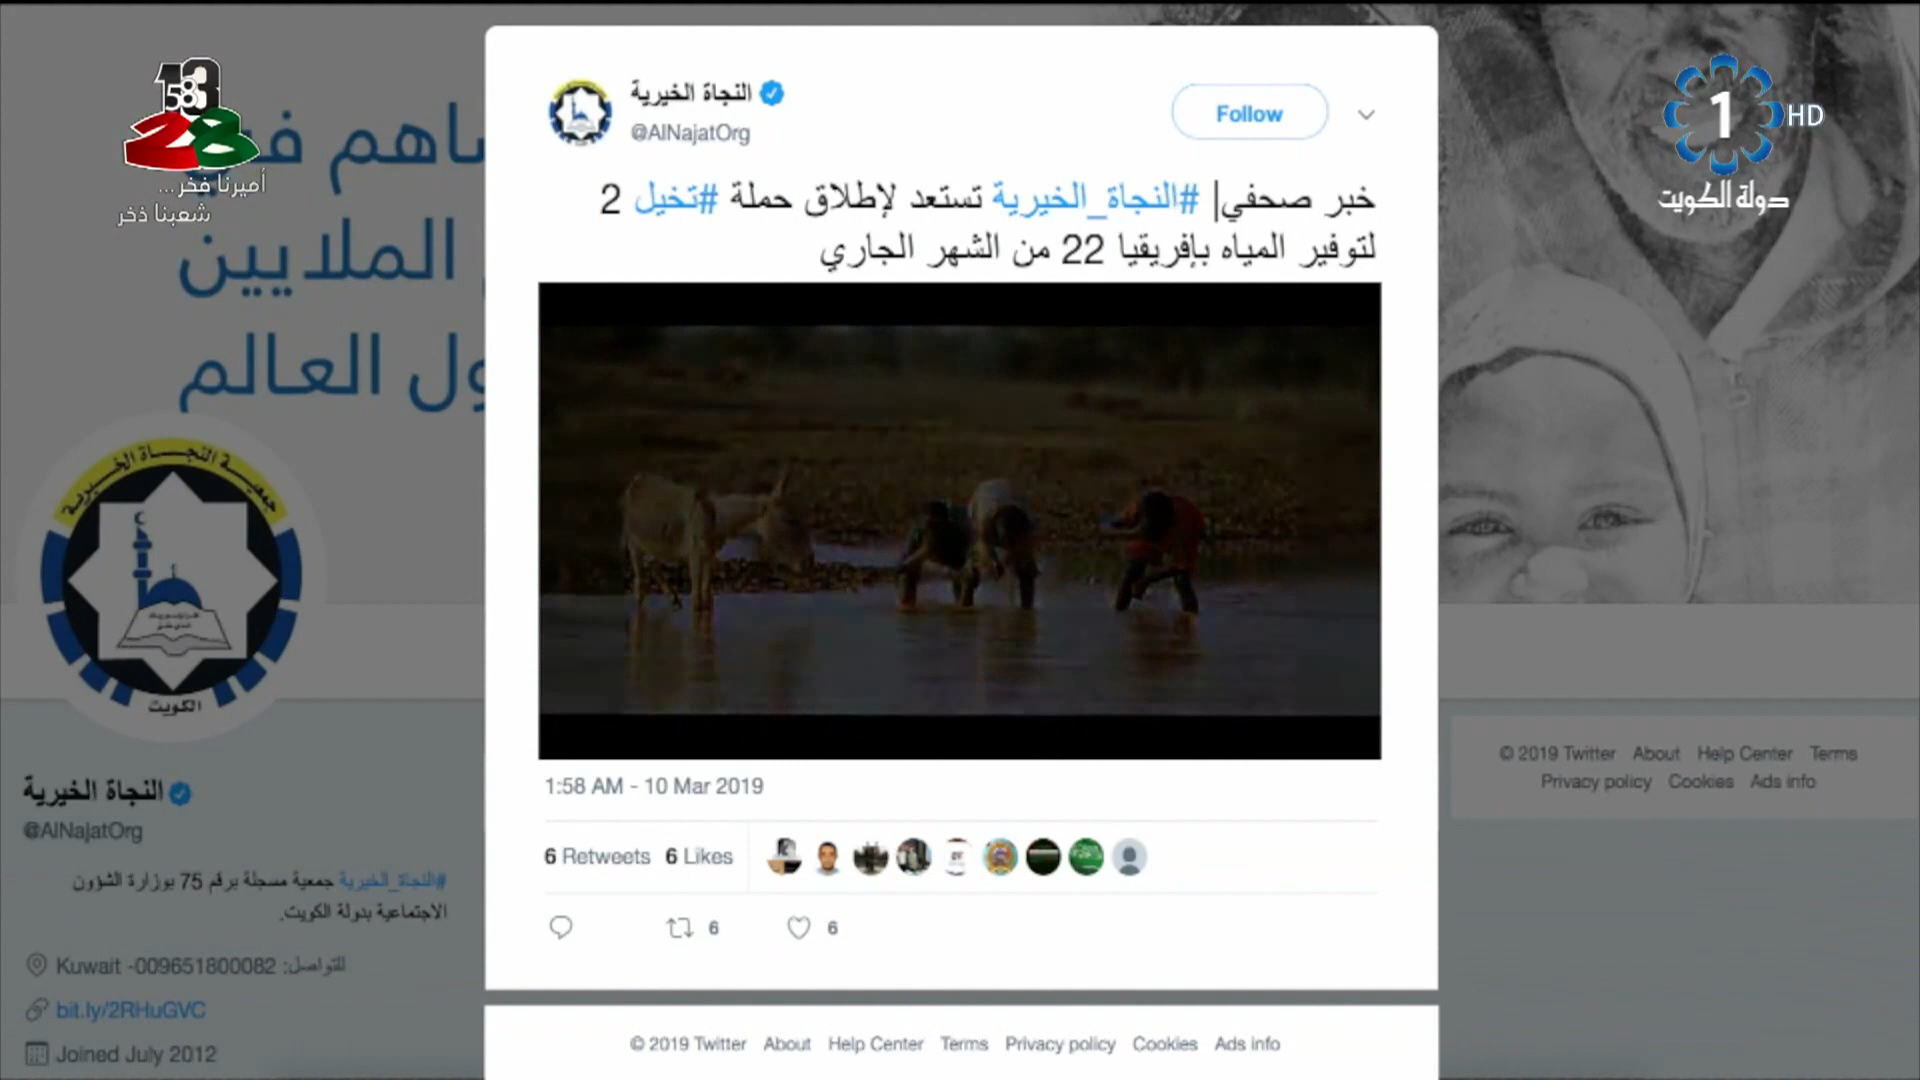 58
أميرنا فخر...
شعبنا ذخر
1 HD
دولة الكويت
الملايين
العالم
جمعية النجاة الخيرية
الكويت
النجاة الخيرية
@AlNajatOrg
#النجاة_الخيرية جمعية مسجلة برقم 75 بوزارة الشؤون
الاجتماعية بدولة الكويت.
Kuwait -009651800082 :للتواصل
bit.ly/2RHuGVC
Joined July 2012
النجاة الخيرية
@AlNajatOrg
Follow
خبر صحفي| #النجاة_الخيرية تستعد لإطلاق حملة #تخيل 2
لتوفير المياه بإفريقيا 22 من الشهر الجاري
1:58 AM - 10 Mar 2019
6 Retweets 6 Likes
6 6
© 2019 Twitter About Help Center Terms Privacy policy Cookies Ads info
© 2019 Twitter About Help Center Terms
Privacy policy Cookies Ads info